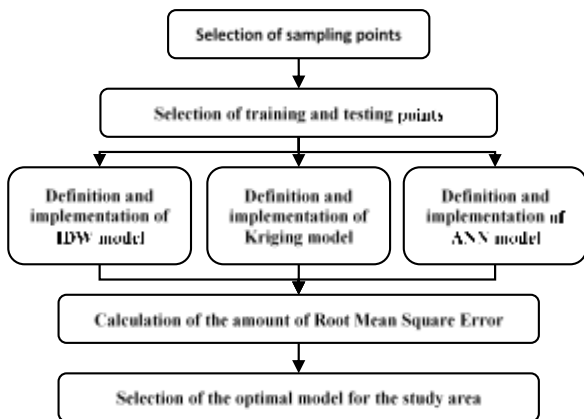 Selection of sampling points
Selection of training and testing points
Definition and
implementation of
IDW model
Definition and
implementation of
Kriging model
Definition and
implementation of
ANN model
Calculation of the amount of Root Mean Square Error
Selection of the optimal model for the study area